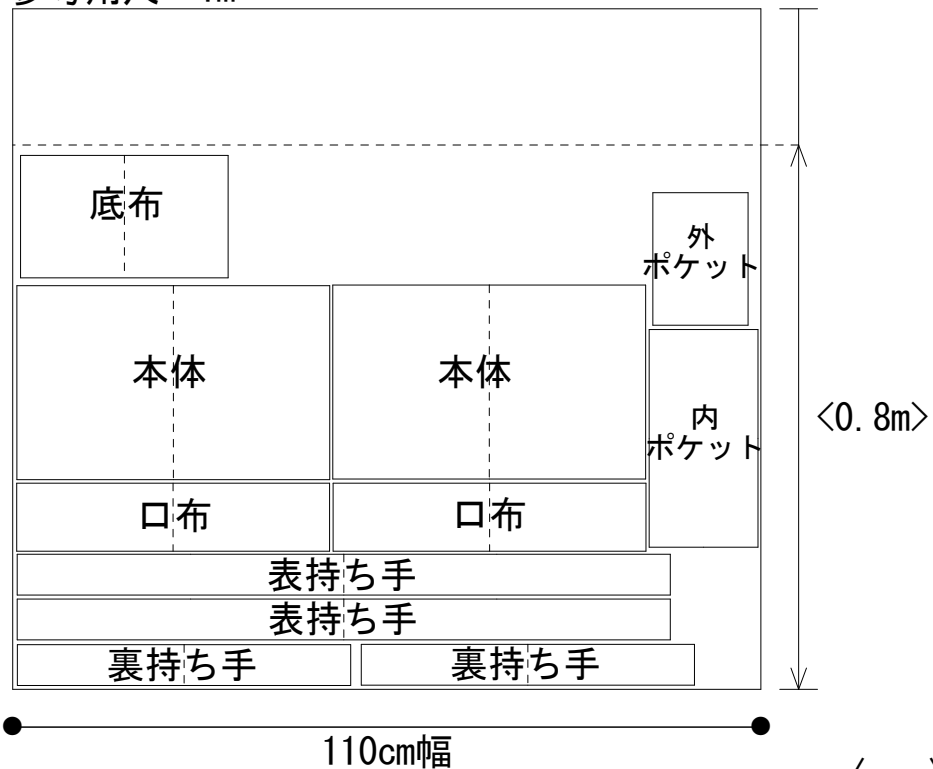 底布
外
ポケット
本体
本体
内
ポケット
<0.8m>
口布
口布
表持ち手
表持ち手
裏持ち手
裏持ち手
110cm幅